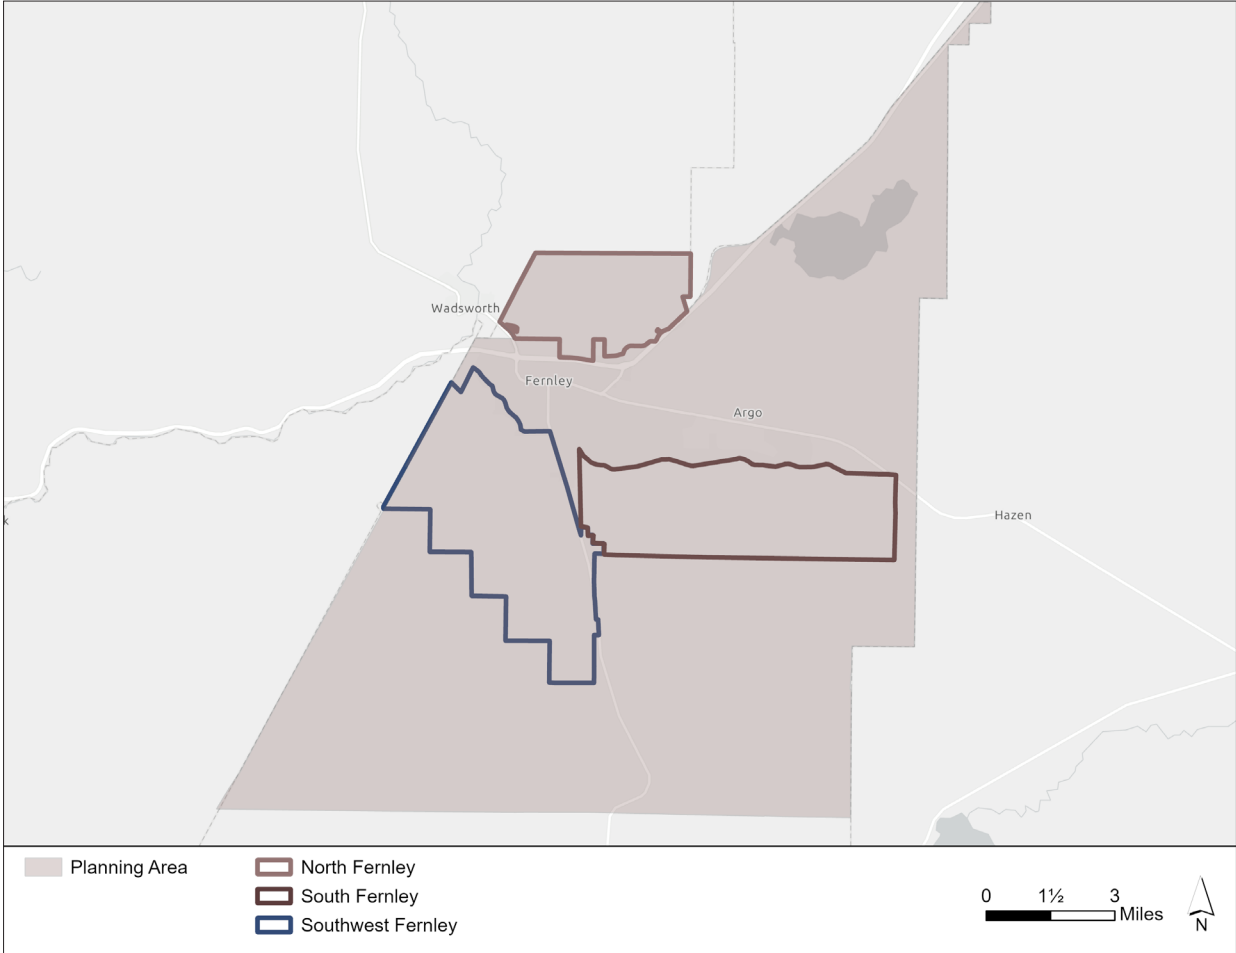 Wadsworth
Fernley
Argo
Hazen
k
Planning Area
North Fernley
South Fernley
Southwest Fernley
0 1½ 3
Miles
N